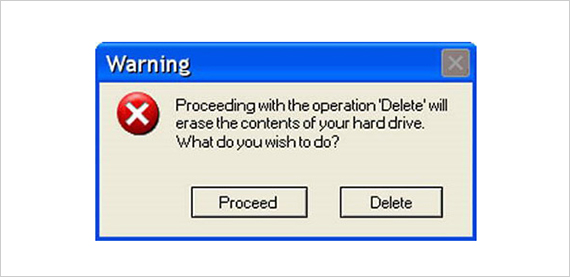 Warning
Proceeding with the operation 'Delete' will
erase the contents of your hard drive.
What do you wish to do?
Proceed
Delete